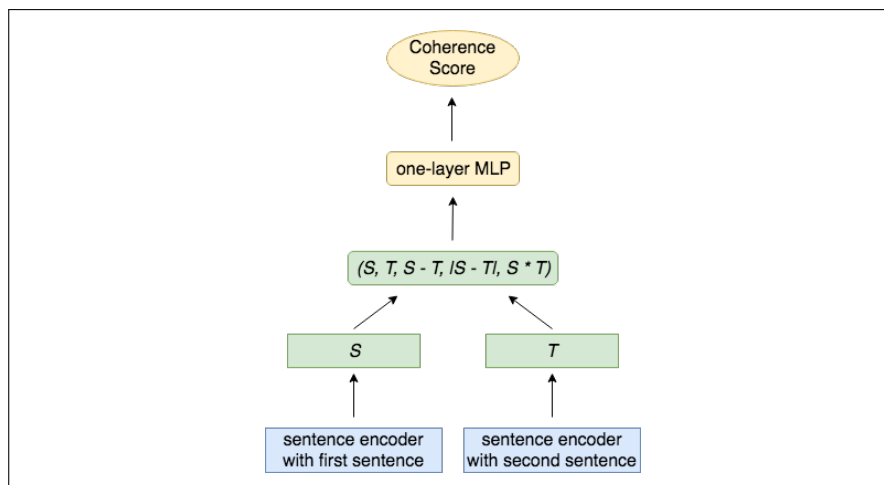 Coherence
Score
one-layer MLP
(S, T, S - T, |S - T|, S * T)
S
T
sentence encoder
with first sentence
sentence encoder
with second sentence